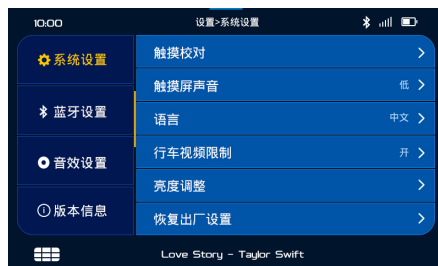 10:00
设置>系统设置
系统设置
蓝牙设置
音效设置
版本信息
触摸校对
触摸屏声音 低
语言 中文
行车视频限制 开
亮度调整
恢复出厂设置
Love Story - Taylor Swift